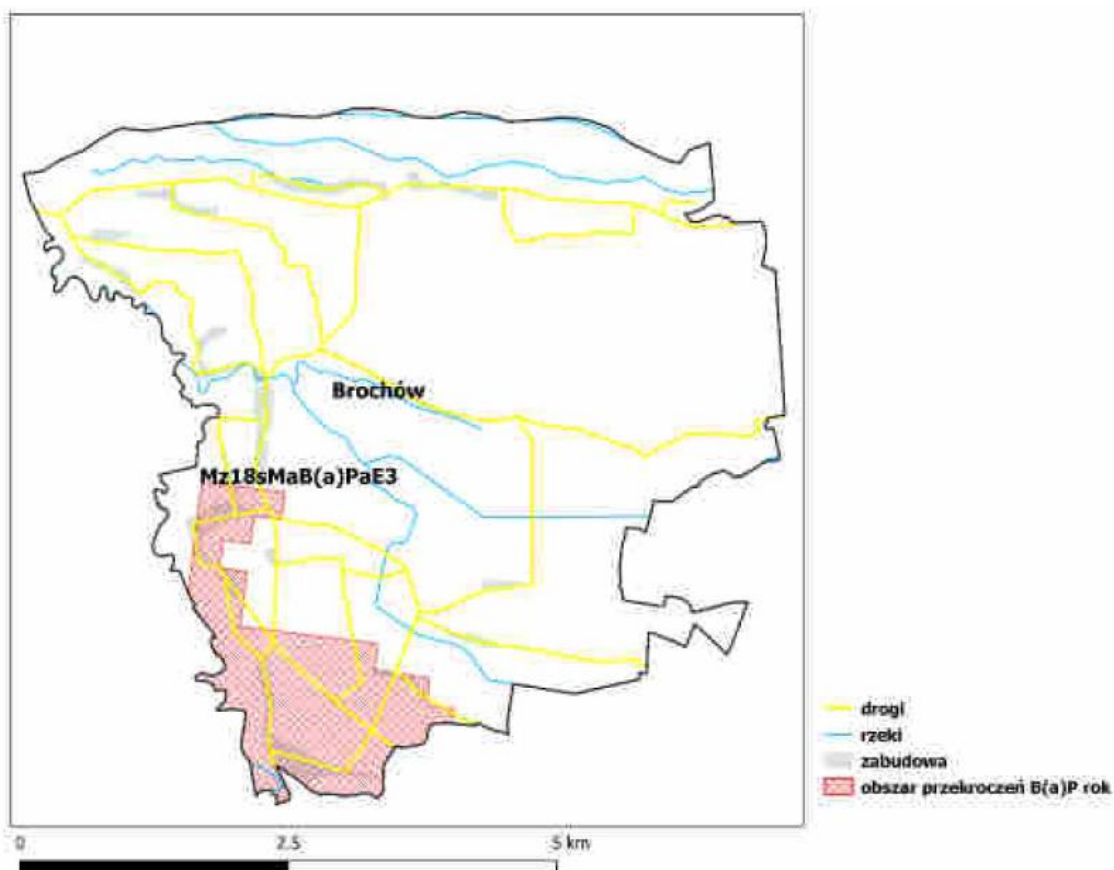 Brochów
Mz18sMaB(a)PaE3
drogi
rzeki
zabudowa
obszar przekroczeń B(a)P rok
0 2.5 5 km